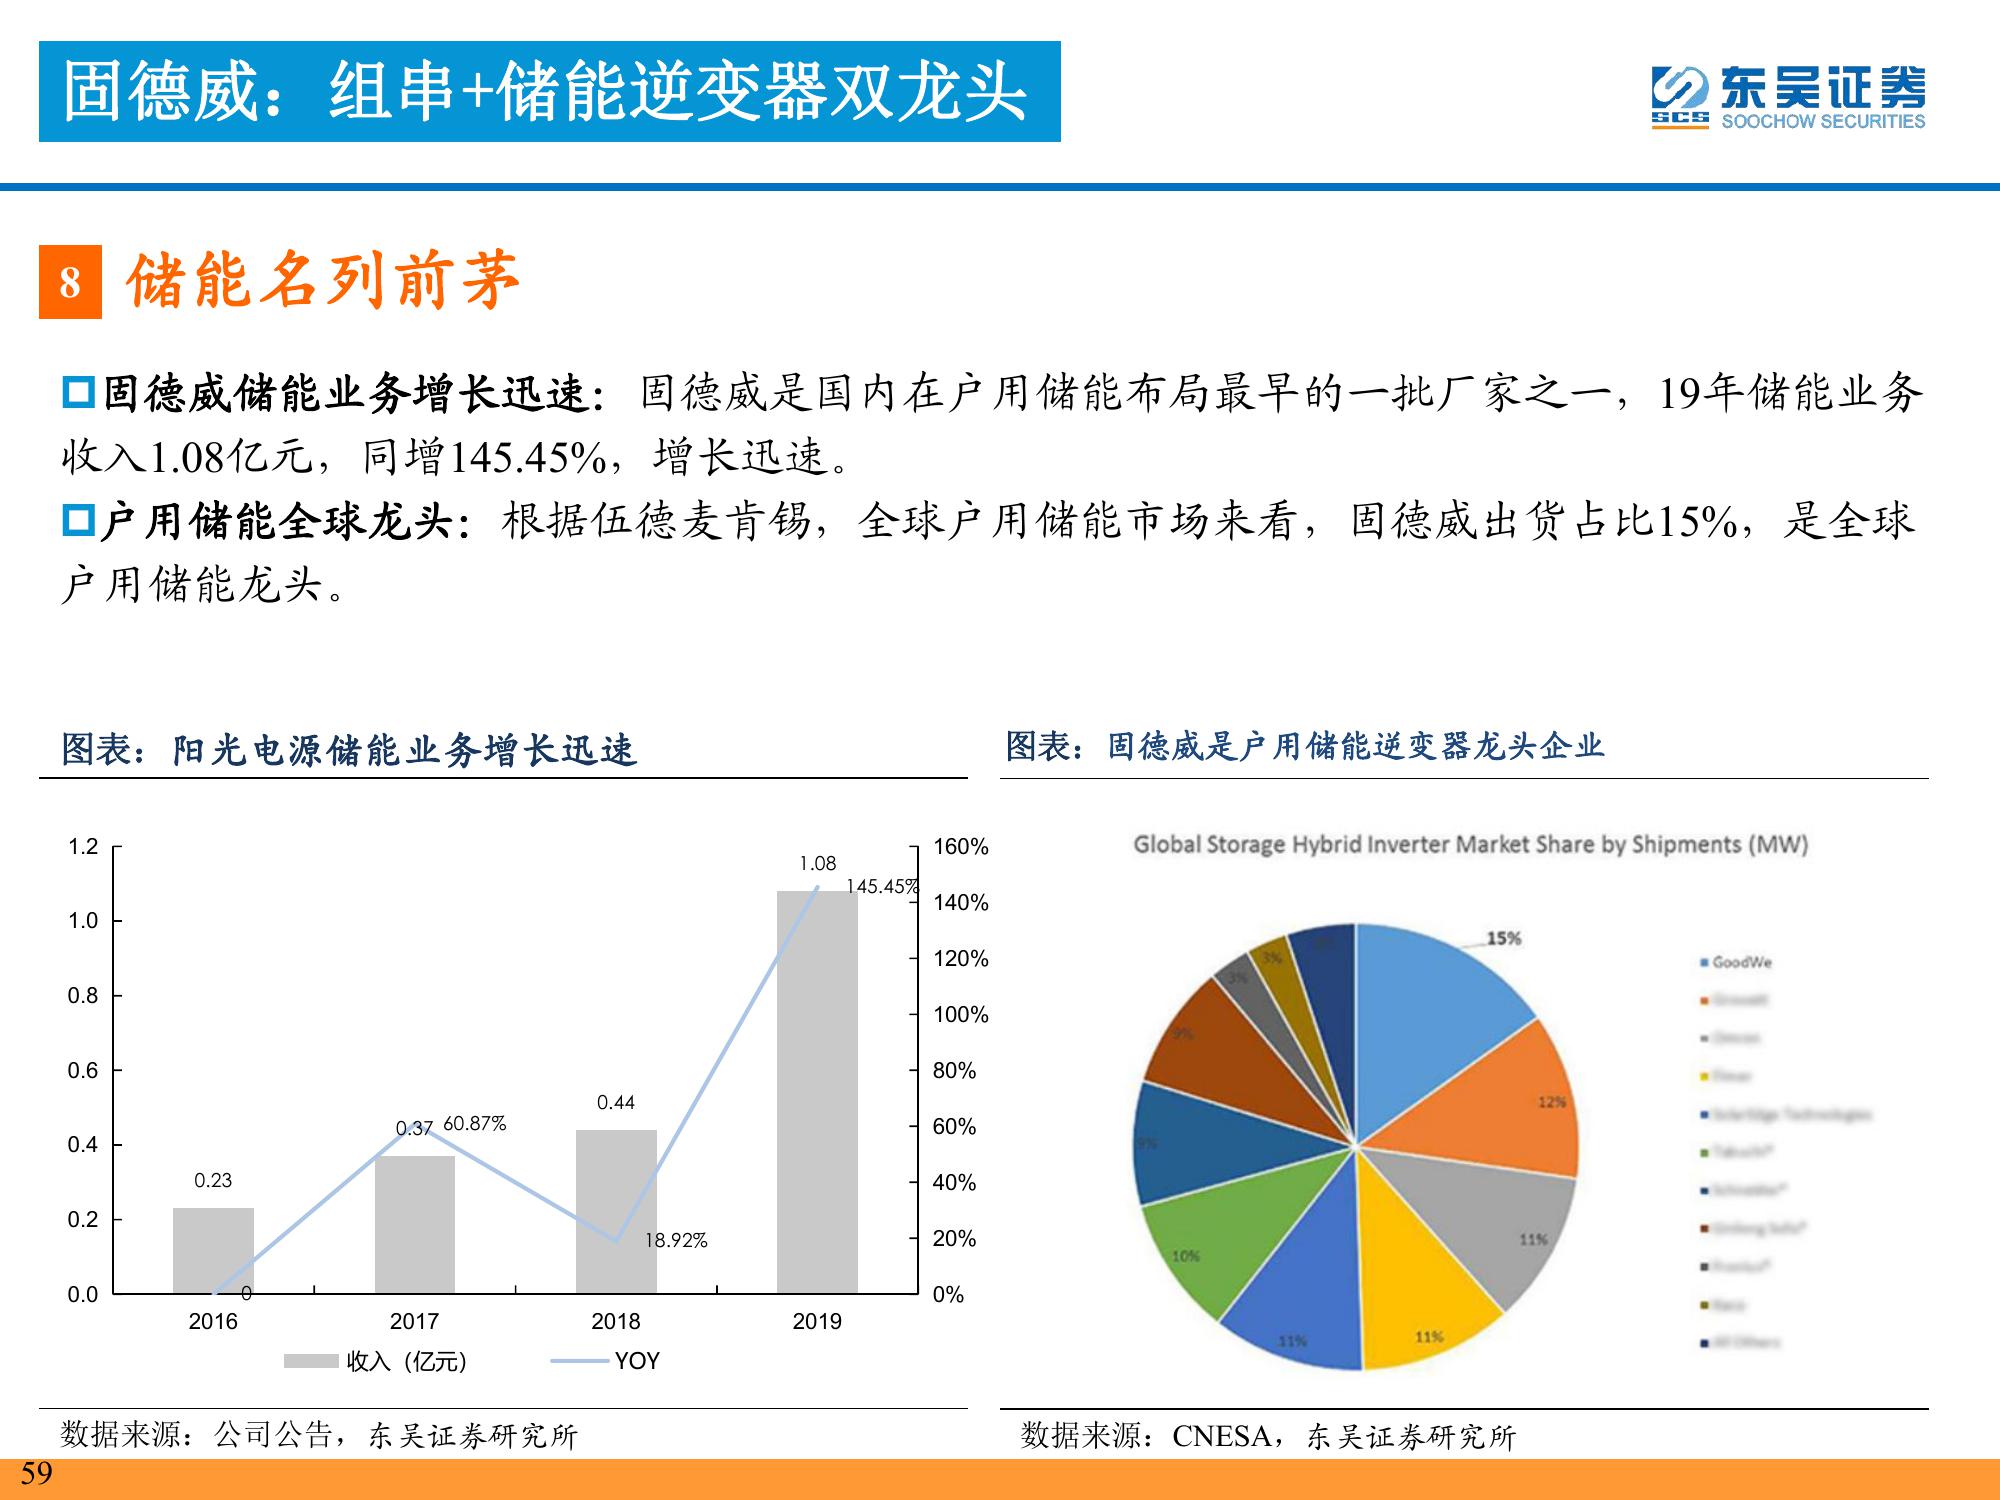 固德威：组串+储能逆变器双龙头
东吴证券
SCS SOOCHOW SECURITIES
8 储能名列前茅
固德威储能业务增长迅速：固德威是国内在户用储能布局最早的一批厂家之一，19年储能业务
收入1.08亿元，同增145.45%，增长迅速。
户用储能全球龙头：根据伍德麦肯锡，全球户用储能市场来看，固德威出货占比15%，是全球
户用储能龙头。
图表：阳光电源储能业务增长迅速
1.2
1.0
0.8
0.6
0.4
0.2
0.0
160%
140%
120%
100%
80%
60%
40%
20%
0%
0.23
0.37
0.44
1.08
0
60.87%
18.92%
145.45%
2016 2017 2018 2019
收入（亿元） YOY
数据来源：公司公告，东吴证券研究所
图表：固德威是户用储能逆变器龙头企业
Global Storage Hybrid Inverter Market Share by Shipments (MW)
15%
12%
11%
11%
11%
10%
9%
9%
3%
3%
GoodWe
数据来源：CNESA，东吴证券研究所
59